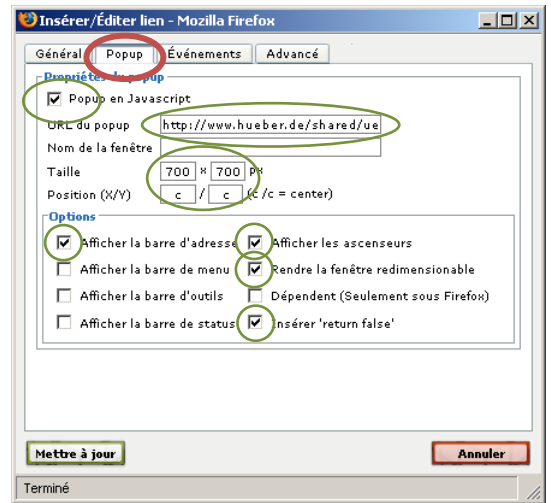 Insérer/Éditer lien - Mozilla Firefox
Général Popup Événements Advancé
Propriétés du popup
Popup en Javascript
URL du popup http://www.hueber.de/shared/ue
Nom de la fenêtre
Taille 700 x 700 px
Position (X/Y) c / c (c /c = center)
Options
Afficher la barre d'adresse Afficher les ascenseurs
Afficher la barre de menu Rendre la fenêtre redimensionable
Afficher la barre d'outils Dépendent (Seulement sous Firefox)
Afficher la barre de status Insérer 'return false'
Mettre à jour Annuler
Terminé